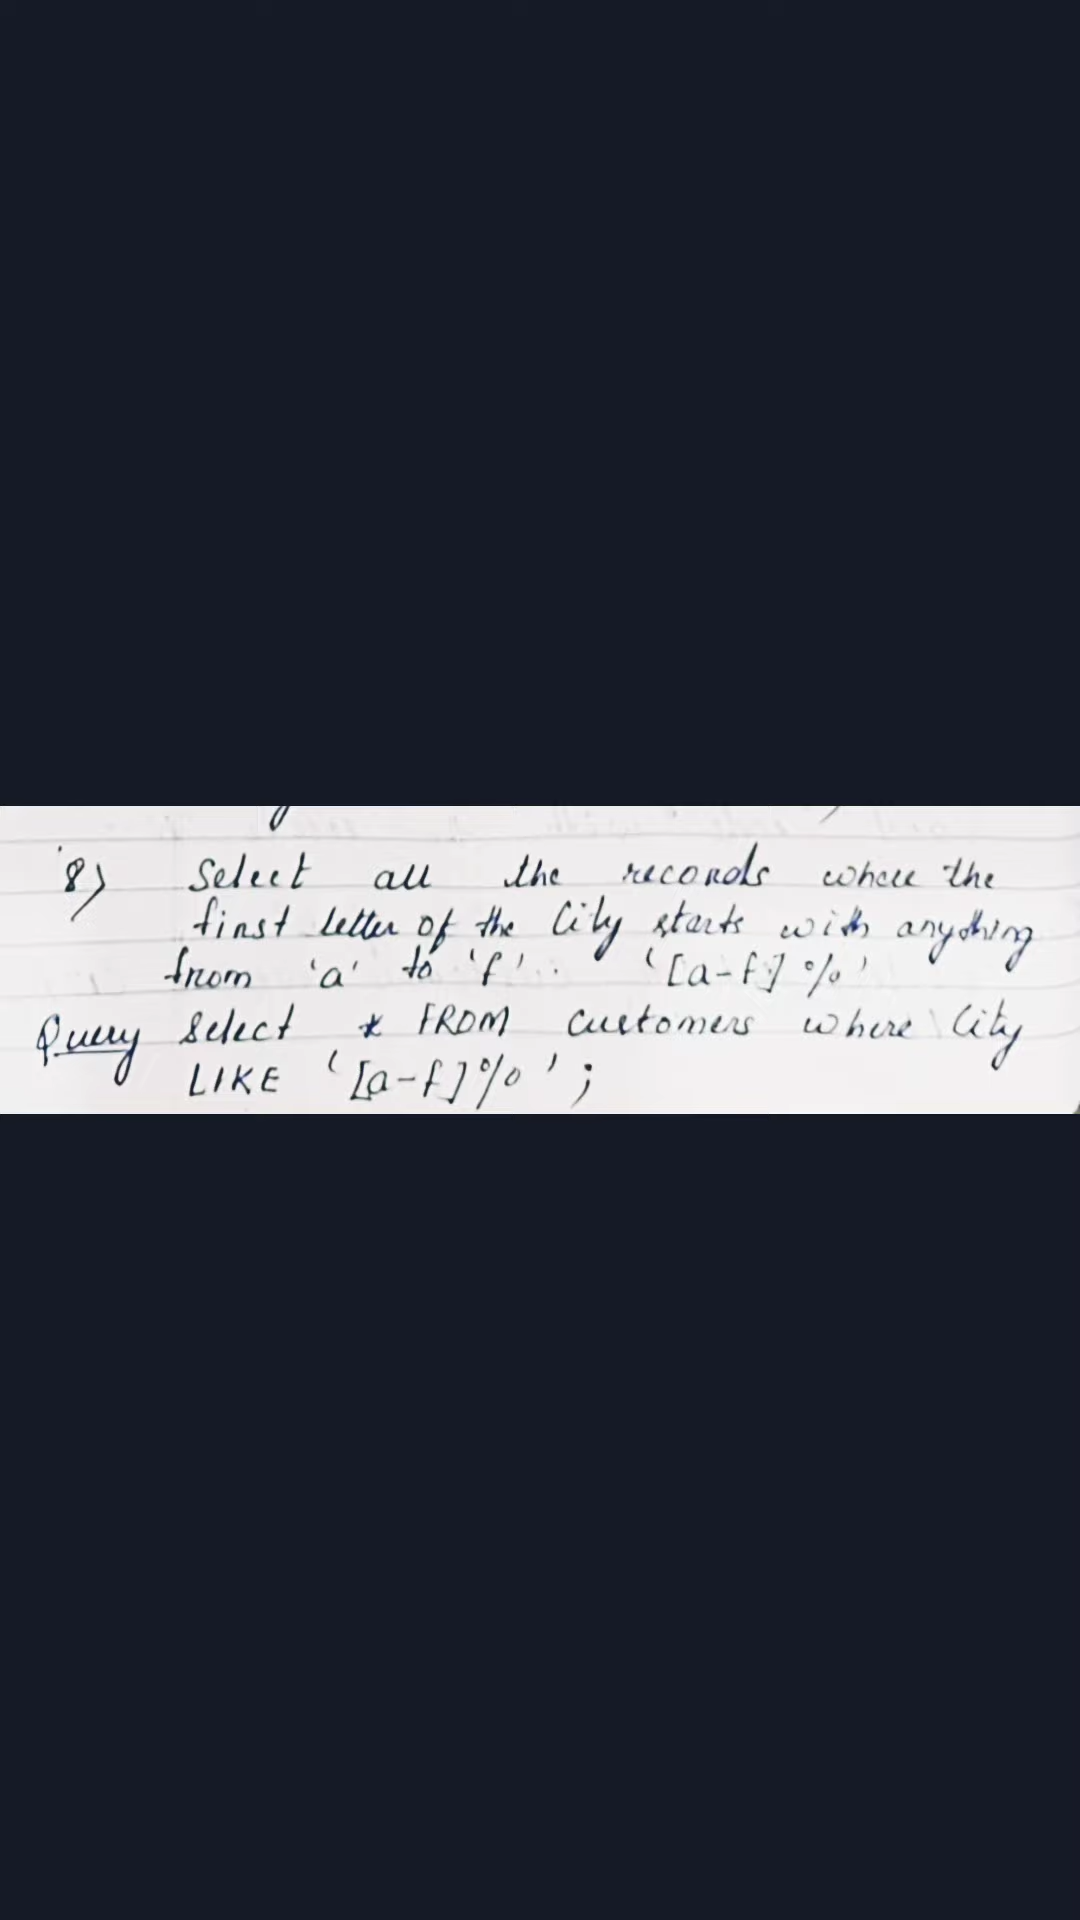 8) Select all the records where the
first letter of the City starts with anything
from 'a' to 'f'. '[a-f]%'
Query Select * FROM Customers where City
LIKE '[a-f]%';